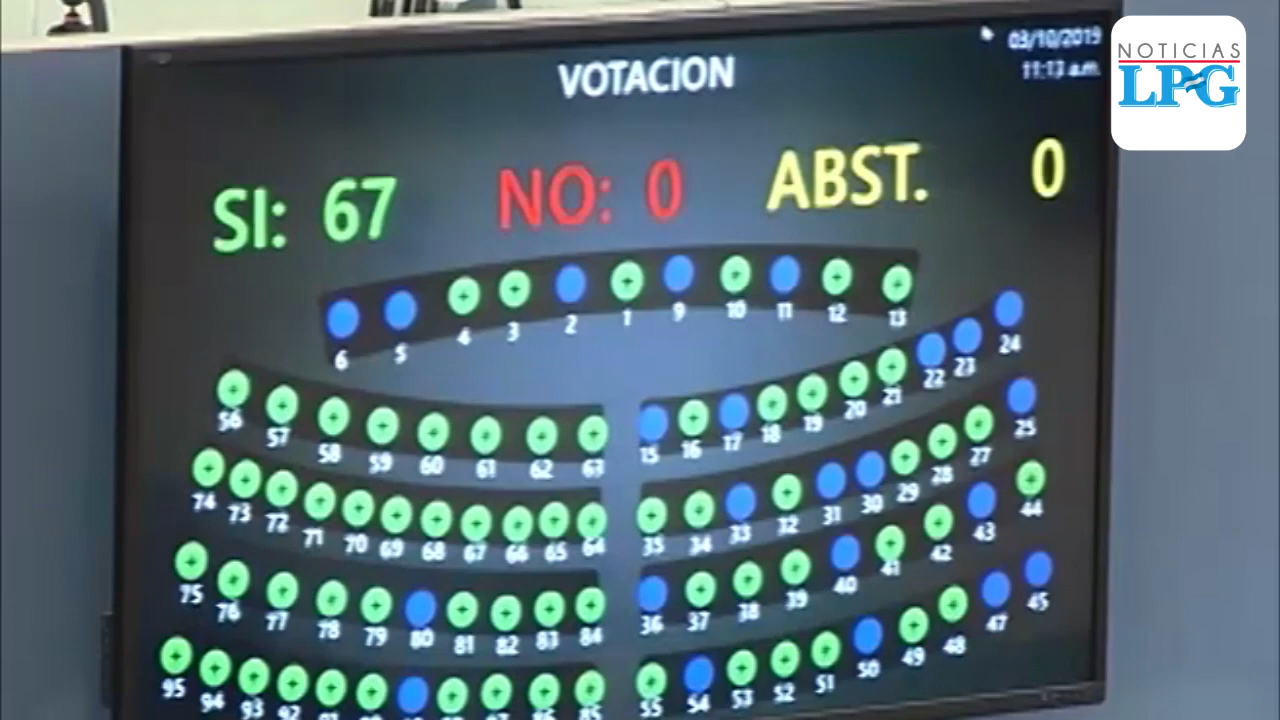 03/10/2019
11:13 a.m.
NOTICIAS
LPG
VOTACION
SI: 67 NO: 0 ABST. 0
6 5 4 3 2 1 9 10 11 12 13
56 57 58 59 60 61 62 63
15 16 17 18 19 20 21 22 23 24
74 73 72 71 70 69 68 67 66 65 64
35 34 33 32 31 30 29 28 27 25
75 76 77 78 79 80 81 82 83 84
36 37 38 39 40 41 42 43 44
95 94 93 92
55 54 53 52 51 50 49 48 47 45